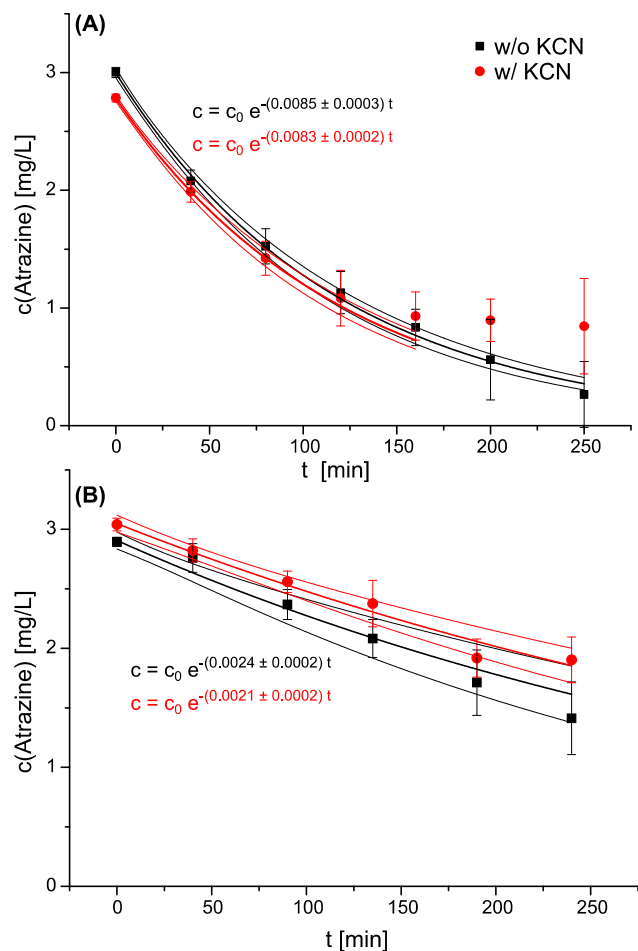 (A)
w/o KCN
w/ KCN
c = c₀ e^-(0.0085 ± 0.0003) t
c = c₀ e^-(0.0083 ± 0.0002) t
c(Atrazine) [mg/L]
3
2
1
0
0 50 100 150 200 250
t [min]
(B)
c = c₀ e^-(0.0024 ± 0.0002) t
c = c₀ e^-(0.0021 ± 0.0002) t
c(Atrazine) [mg/L]
3
2
1
0
0 50 100 150 200 250
t [min]